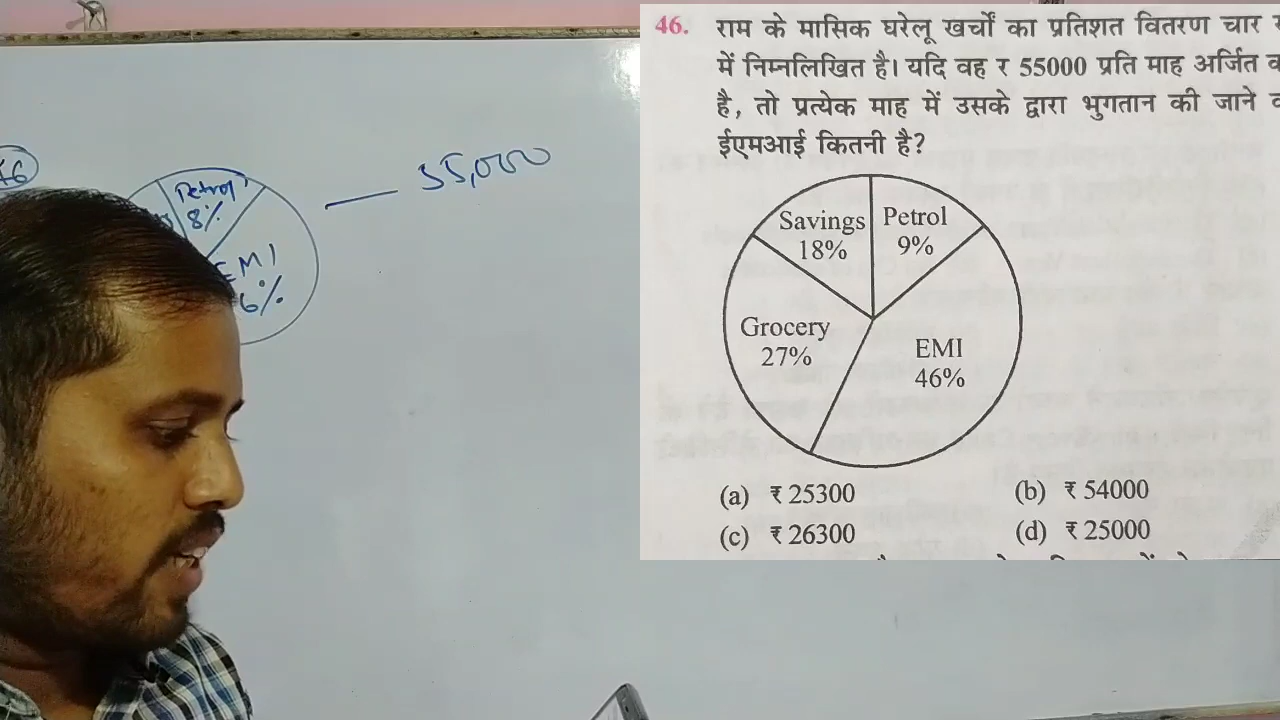 46
Petrol
8%
EMI
6%
55,000
46. राम के मासिक घरेलू खर्चों का प्रतिशत वितरण चार
में निम्नलिखित है। यदि वह र 55000 प्रति माह अर्जित
है, तो प्रत्येक माह में उसके द्वारा भुगतान की जाने
ईएमआई कितनी है?
Savings
18%
Petrol
9%
Grocery
27%
EMI
46%
(a) ₹ 25300
(b) ₹ 54000
(c) ₹ 26300
(d) ₹ 25000